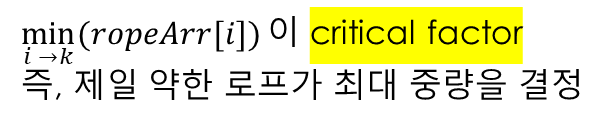 min(ropeArr[i]) 이 critical factor
i →k
즉, 제일 약한 로프가 최대 중량을 결정